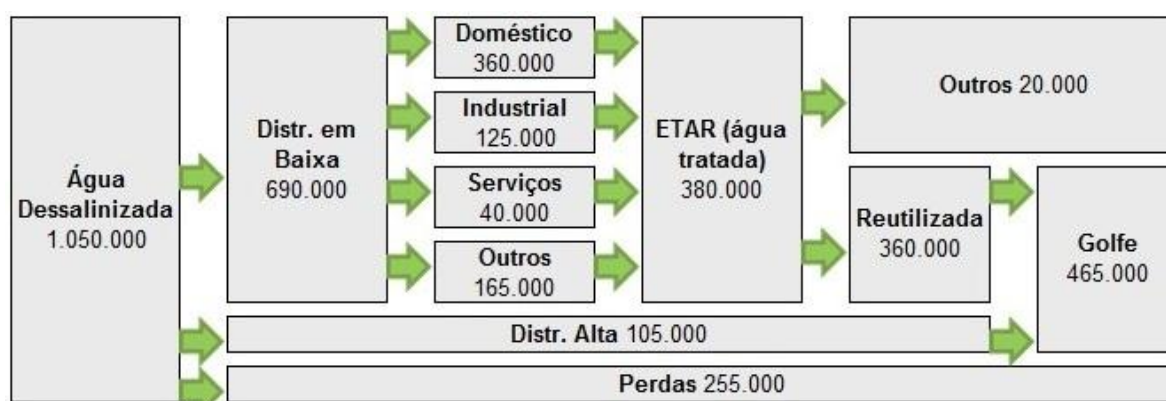 Água
Dessalinizada
1.050.000
Distr. em
Baixa
690.000
Doméstico
360.000
Industrial
125.000
Serviços
40.000
Outros
165.000
ETAR (água
tratada)
380.000
Outros 20.000
Reutilizada
360.000
Golfe
465.000
Distr. Alta 105.000
Perdas 255.000